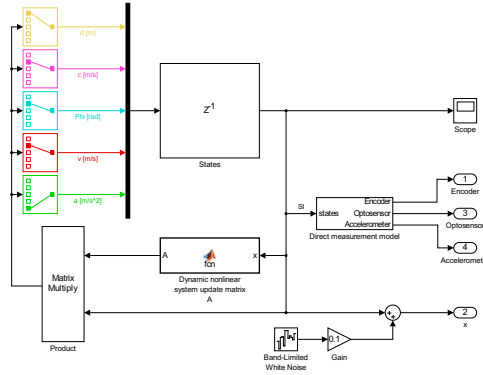 d [m]
c [m/s]
Phi [rad]
v [m/s]
a [m/s^2]
Z-1
States
Scope
Encoder
1
Encoder
SI
states
Optosensor
3
Optosensor
Accelerometer
Direct measurement model
4
Acceleromet
A
fcn
x
Dynamic nonlinear
system update matrix
A
Matrix
Multiply
Product
2
x
0.1
Band-Limited
White Noise
Gain